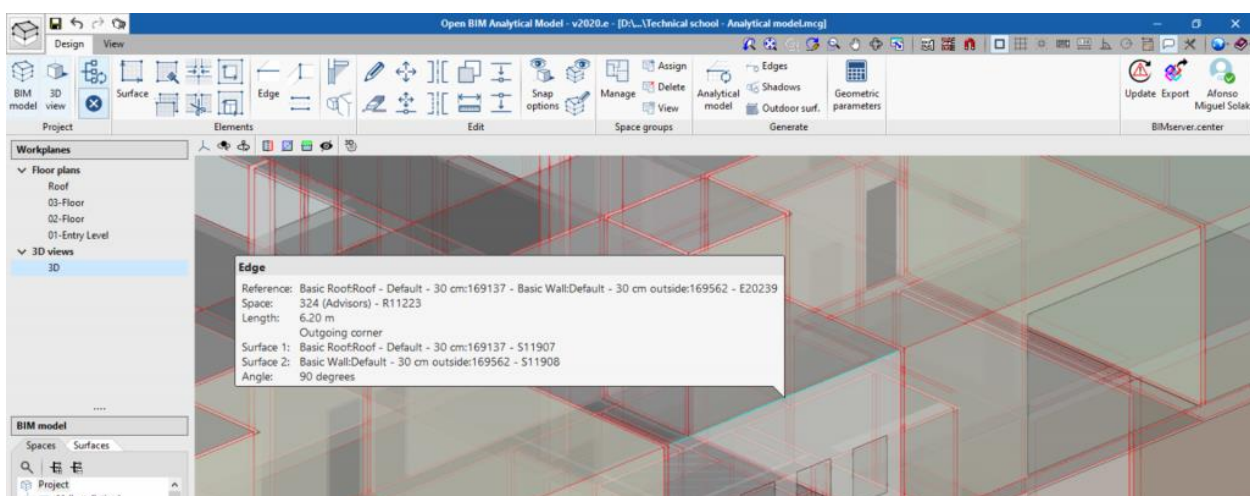 Open BIM Analytical Model - v2020.e - [D:\...\Technical school - Analytical model.mcg]
Design View
BIM model
3D view
Surface
Edge
Snap options
Manage
Assign
Delete
View
Analytical model
Edges
Shadows
Outdoor surf.
Geometric parameters
Update
Export
Afonso Miguel Solak
Project Elements Edit Space groups Generate BIMserver.center
Workplanes
Floor plans
Roof
03-Floor
02-Floor
01-Entry Level
3D views
3D
Edge
Reference: Basic Roof:Roof - Default - 30 cm:169137 - Basic Wall:Default - 30 cm outside:169562 - E20239
Space: 324 (Advisors) - R11223
Length: 6.20 m
Outgoing corner
Surface 1: Basic Roof:Roof - Default - 30 cm:169137 - S11907
Surface 2: Basic Wall:Default - 30 cm outside:169562 - S11908
Angle: 90 degrees
BIM model
Spaces Surfaces
Project